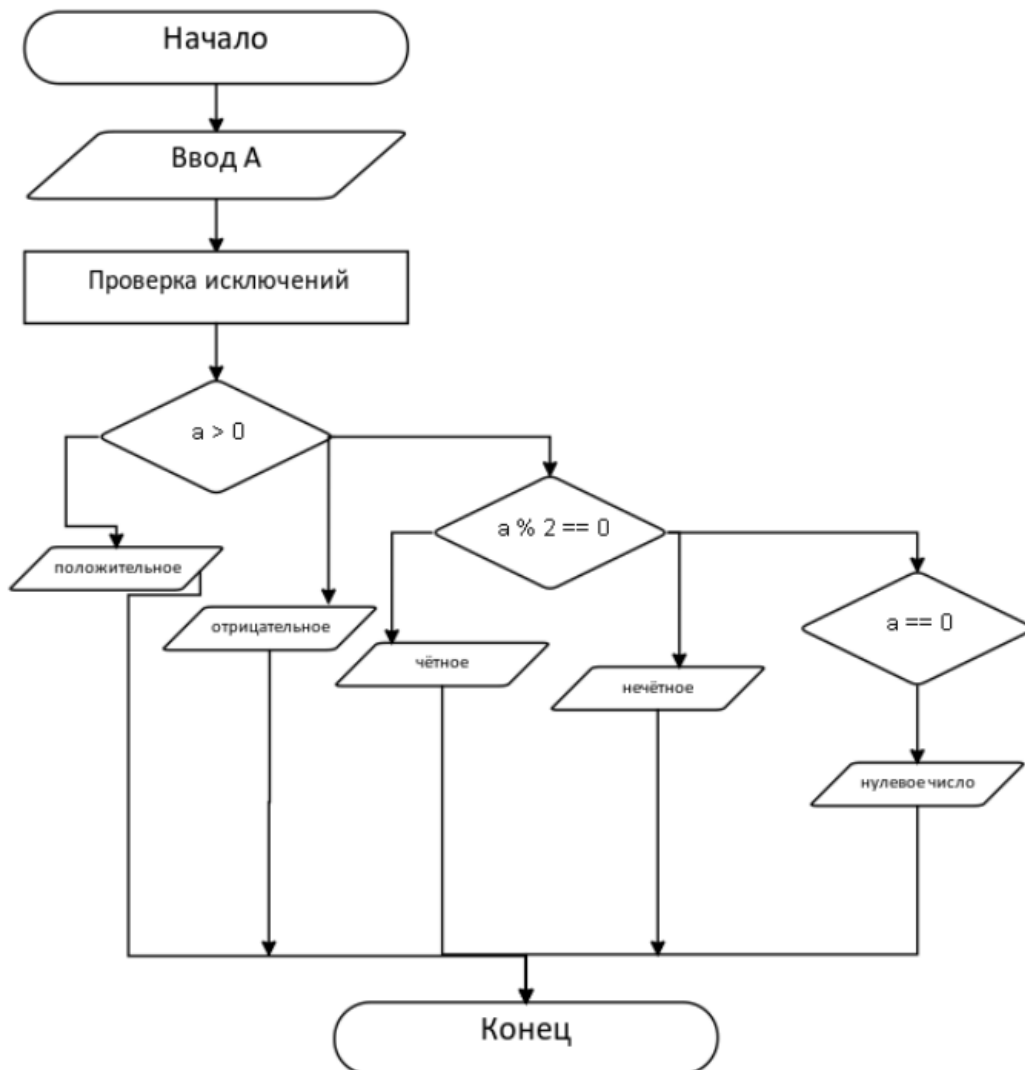 Начало
Ввод А
Проверка исключений
a > 0
a % 2 == 0
положительное
a == 0
отрицательное
чётное
нечётное
нулевое число
Конец